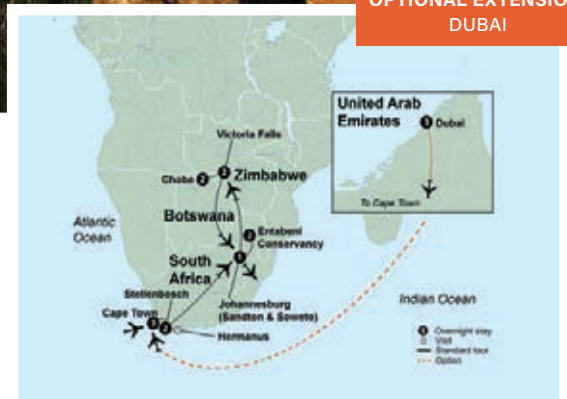 OPTIONAL EXTENSIO
DUBAI
United Arab
Emirates
3 Dubai
To Cape Town
Victoria Falls
Chobe 2
Zimbabwe
Botswana
2 Entabeni
Conservancy
Atlantic
Ocean
South
Africa
1
Stellenbosch
Johannesburg
(Sandton & Soweto)
Cape Town 3 2
Hermanus
Indian Ocean
Overnight stay
Visit
Standard tour
Option